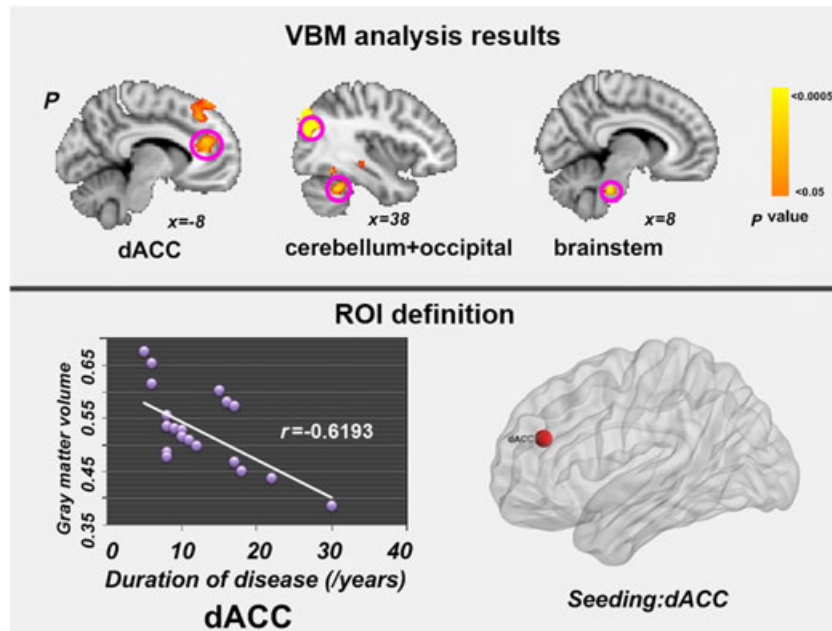 VBM analysis results
P
<0.0005
<0.05
P value
x=-8
x=38
x=8
dACC
cerebellum+occipital
brainstem
ROI definition
Gray matter volume
0.65
0.55
0.45
0.35
r=-0.6193
0 10 20 30 40
Duration of disease (/years)
dACC
dACC
Seeding:dACC